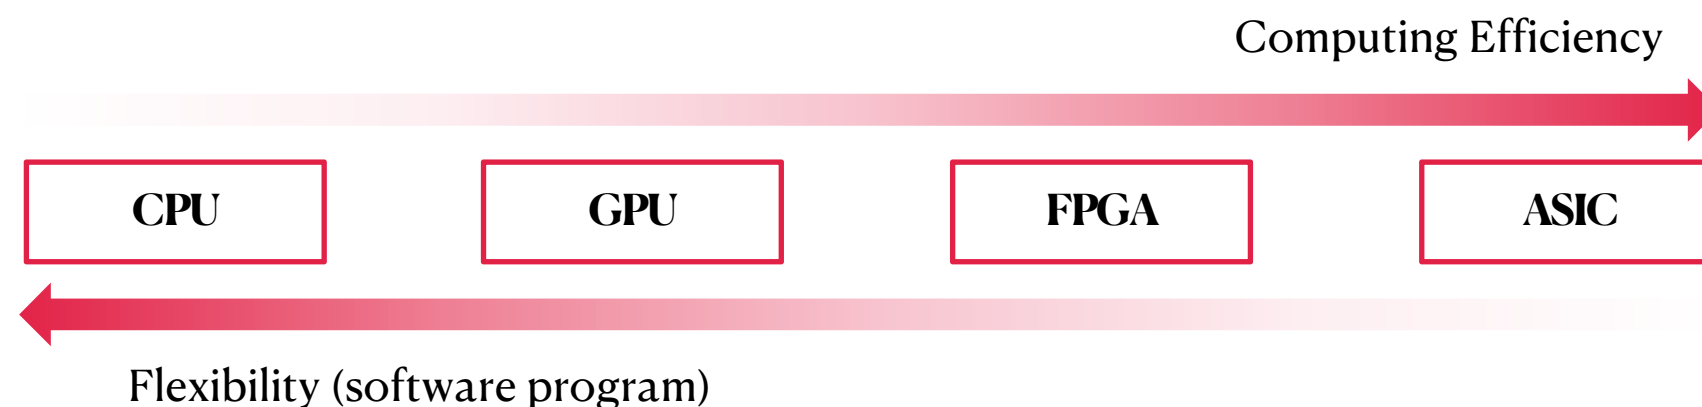 Computing Efficiency
CPU GPU FPGA ASIC
Flexibility (software program)